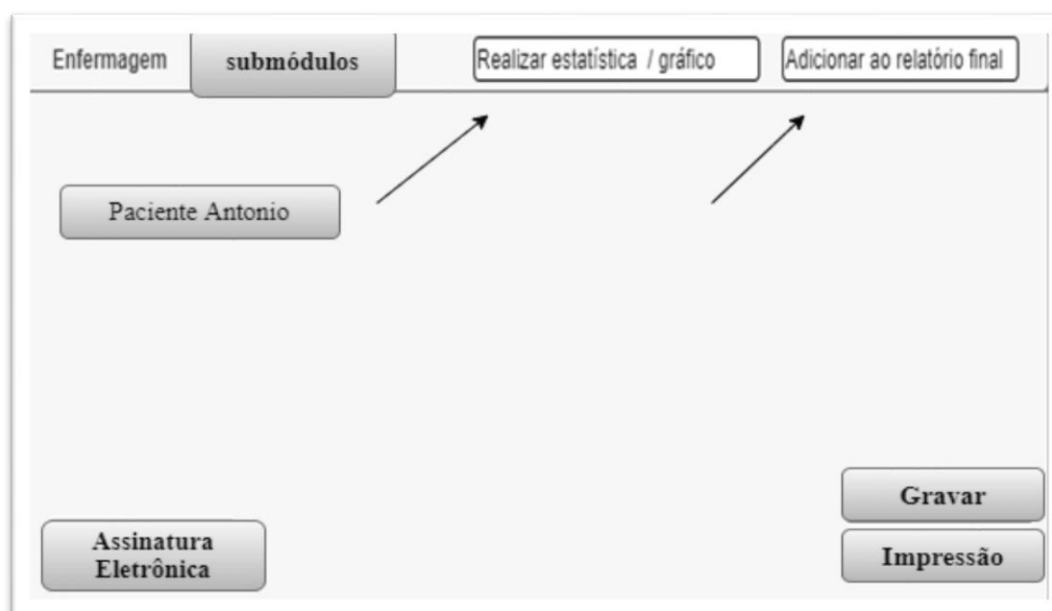 Enfermagem
submódulos
Realizar estatística / gráfico
Adicionar ao relatório final
Paciente Antonio
Gravar
Assinatura
Eletrônica
Impressão